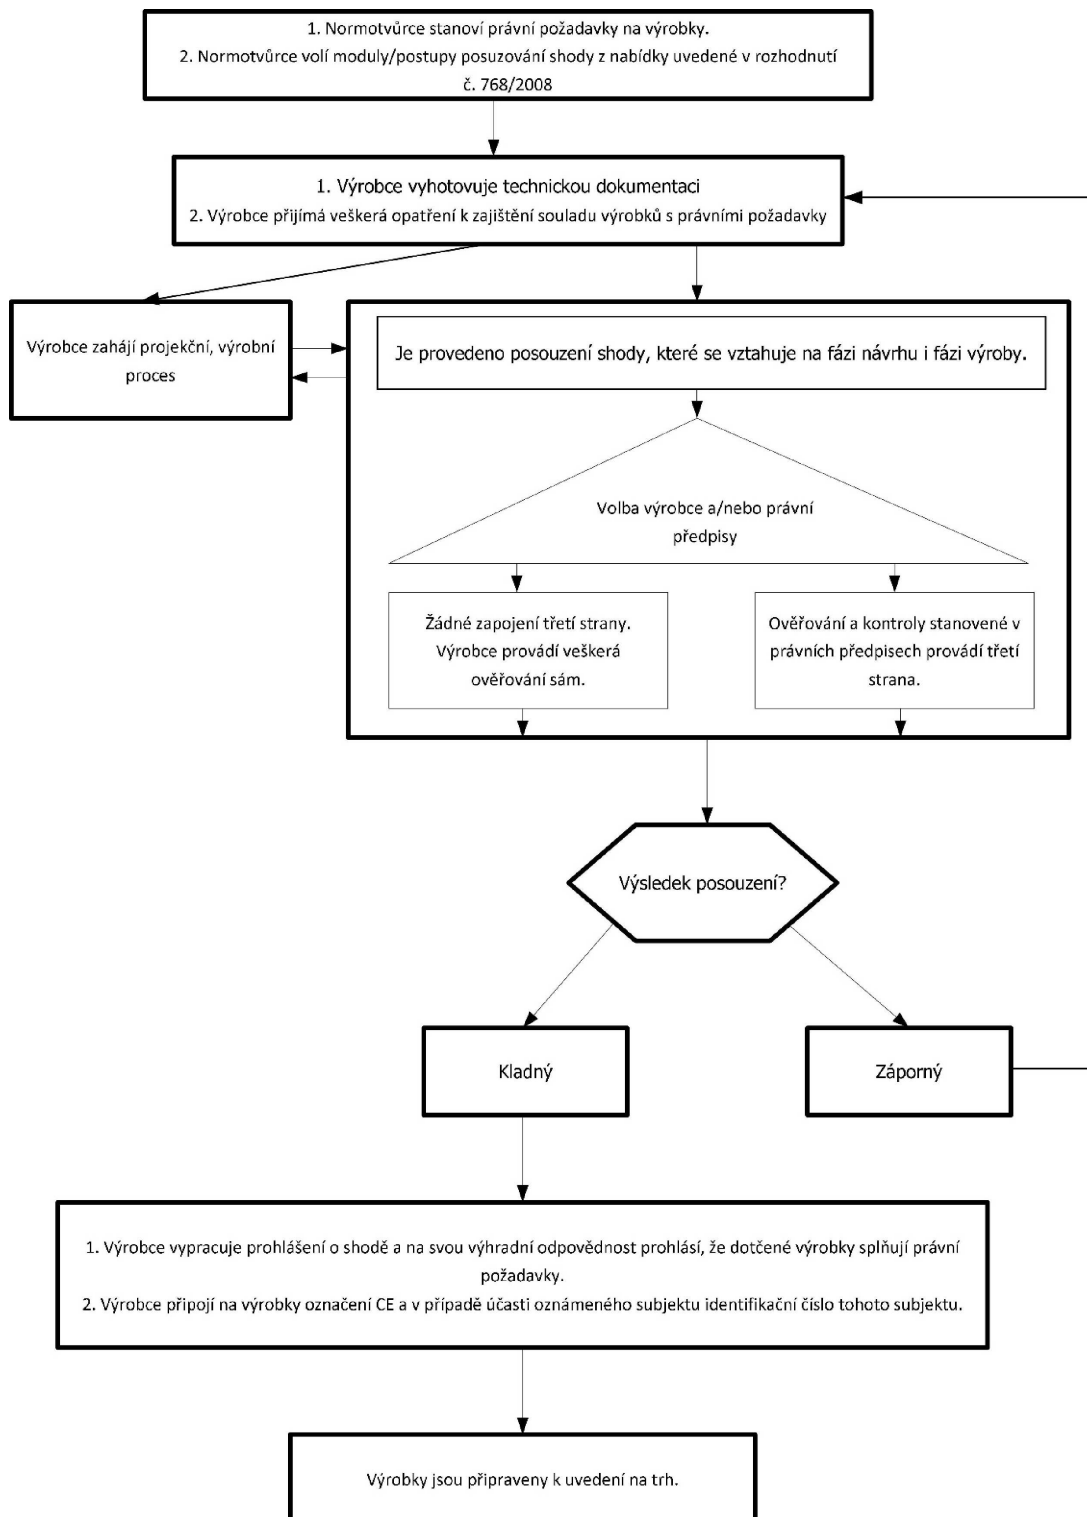 1. Normotvůrce stanoví právní požadavky na výrobky.
2. Normotvůrce volí moduly/postupy posuzování shody z nabídky uvedené v rozhodnutí
č. 768/2008
1. Výrobce vyhotovuje technickou dokumentaci
2. Výrobce přijímá veškerá opatření k zajištění souladu výrobků s právními požadavky
Výrobce zahájí projekční, výrobní
proces
Je provedeno posouzení shody, které se vztahuje na fázi návrhu i fázi výroby.
Volba výrobce a/nebo právní
předpisy
Žádné zapojení třetí strany.
Výrobce provádí veškerá
ověřování sám.
Ověřování a kontroly stanovené v
právních předpisech provádí třetí
strana.
Výsledek posouzení?
Kladný
Záporný
1. Výrobce vypracuje prohlášení o shodě a na svou výhradní odpovědnost prohlásí, že dotčené výrobky splňují právní
požadavky.
2. Výrobce připojí na výrobky označení CE a v případě účasti oznámeného subjektu identifikační číslo tohoto subjektu.
Výrobky jsou připraveny k uvedení na trh.